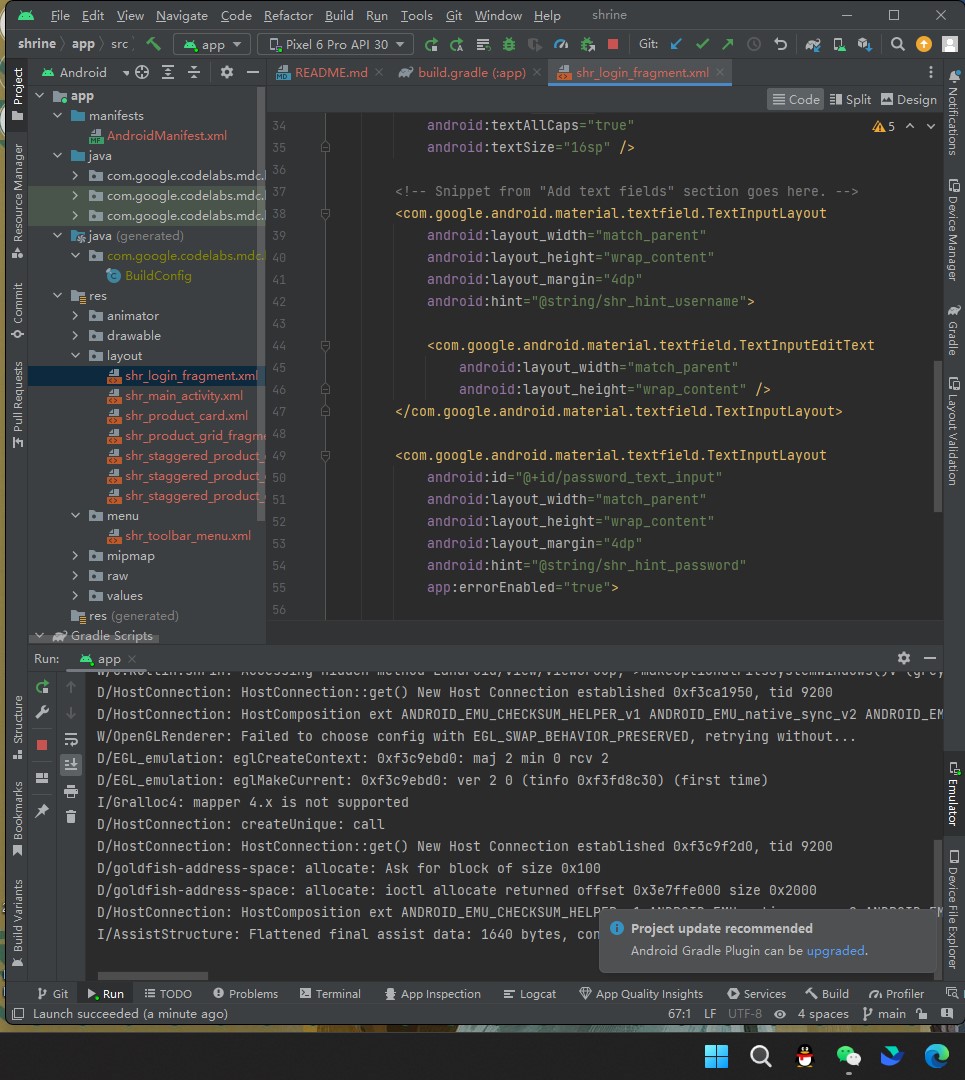 File Edit View Navigate Code Refactor Build Run Tools Git Window Help shrine
shrine app src app Pixel 6 Pro API 30 Git:
Project
Resource Manager
Commit
Pull Requests
Structure
Bookmarks
Build Variants
Android
app
manifests
AndroidManifest.xml
java
com.google.codelabs.mdc.
com.google.codelabs.mdc.
com.google.codelabs.mdc.
java (generated)
com.google.codelabs.mdc.
BuildConfig
res
animator
drawable
layout
shr_login_fragment.xml
shr_main_activity.xml
shr_product_card.xml
shr_product_grid_fragme
shr_staggered_product_
shr_staggered_product_
shr_staggered_product_
menu
shr_toolbar_menu.xml
mipmap
raw
values
res (generated)
Gradle Scripts
README.md build.gradle (:app) shr_login_fragment.xml
Code Split Design
5
34 android:textAllCaps="true"
35 android:textSize="16sp" />
36
37 <!-- Snippet from "Add text fields" section goes here. -->
38 <com.google.android.material.textfield.TextInputLayout
39 android:layout_width="match_parent"
40 android:layout_height="wrap_content"
41 android:layout_margin="4dp"
42 android:hint="@string/shr_hint_username">
43
44 <com.google.android.material.textfield.TextInputEditText
45 android:layout_width="match_parent"
46 android:layout_height="wrap_content" />
47 </com.google.android.material.textfield.TextInputLayout>
48
49 <com.google.android.material.textfield.TextInputLayout
50 android:id="@+id/password_text_input"
51 android:layout_width="match_parent"
52 android:layout_height="wrap_content"
53 android:layout_margin="4dp"
54 android:hint="@string/shr_hint_password"
55 app:errorEnabled="true">
56
Notifications
Device Manager
Gradle
Layout Validation
Emulator
Device File Explorer
Run: app
D/HostConnection: HostConnection::get() New Host Connection established 0xf3ca1950, tid 9200
D/HostConnection: HostComposition ext ANDROID_EMU_CHECKSUM_HELPER_v1 ANDROID_EMU_native_sync_v2 ANDROID_EM
W/OpenGLRenderer: Failed to choose config with EGL_SWAP_BEHAVIOR_PRESERVED, retrying without...
D/EGL_emulation: eglCreateContext: 0xf3c9ebd0: maj 2 min 0 rcv 2
D/EGL_emulation: eglMakeCurrent: 0xf3c9ebd0: ver 2 0 (tinfo 0xf3fd8c30) (first time)
I/Gralloc4: mapper 4.x is not supported
D/HostConnection: createUnique: call
D/HostConnection: HostConnection::get() New Host Connection established 0xf3c9f2d0, tid 9200
D/goldfish-address-space: allocate: Ask for block of size 0x100
D/goldfish-address-space: allocate: ioctl allocate returned offset 0x3e7ffe000 size 0x2000
D/HostConnection: HostComposition ext ANDROID_EMU_CHECKSUM_HELPE
I/AssistStructure: Flattened final assist data: 1640 bytes, con
Project update recommended
Android Gradle Plugin can be upgraded.
Git Run TODO Problems Terminal App Inspection Logcat App Quality Insights Services Build Profiler
Launch succeeded (a minute ago) 67:1 LF UTF-8 4 spaces main